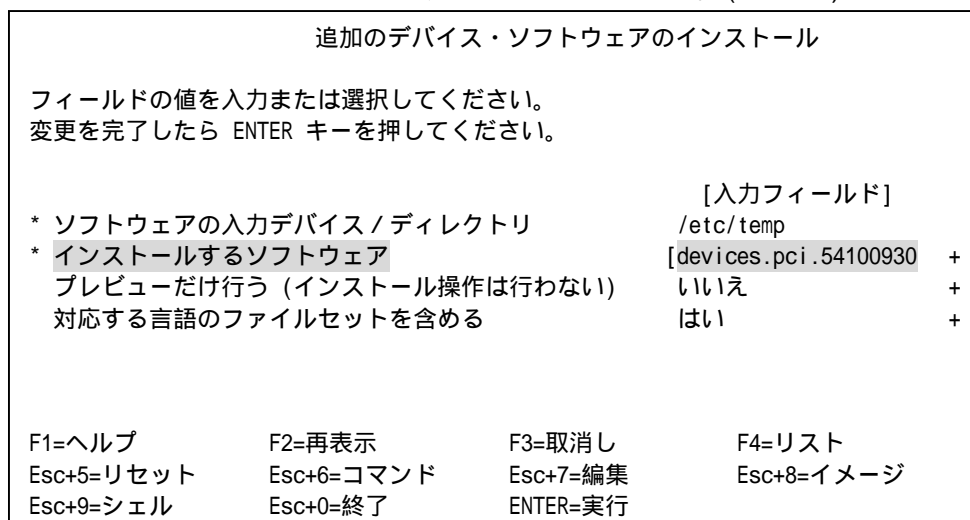 追加のデバイス・ソフトウェアのインストール
フィールドの値を入力または選択してください。
変更を完了したら ENTER キーを押してください。
[入力フィールド]
* ソフトウェアの入力デバイス / ディレクトリ /etc/temp
* インストールするソフトウェア [devices.pci.54100930 +
プレビューだけ行う (インストール操作は行わない) いいえ +
対応する言語のファイルセットを含める はい +
F1=ヘルプ F2=再表示 F3=取消し F4=リスト
Esc+5=リセット Esc+6=コマンド Esc+7=編集 Esc+8=イメージ
Esc+9=シェル Esc+0=終了 ENTER=実行